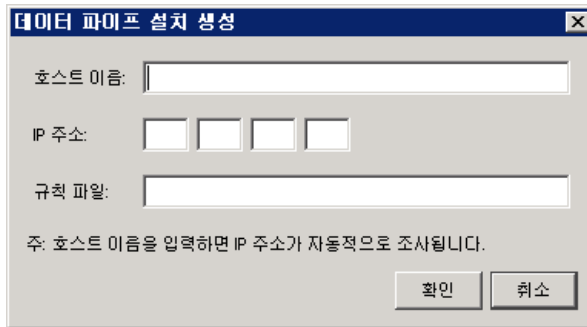 데이터 파이프 설치 생성
호스트 이름:
IP 주소:
규칙 파일:
주: 호스트 이름을 입력하면 IP 주소가 자동적으로 조사됩니다.
확인 취소